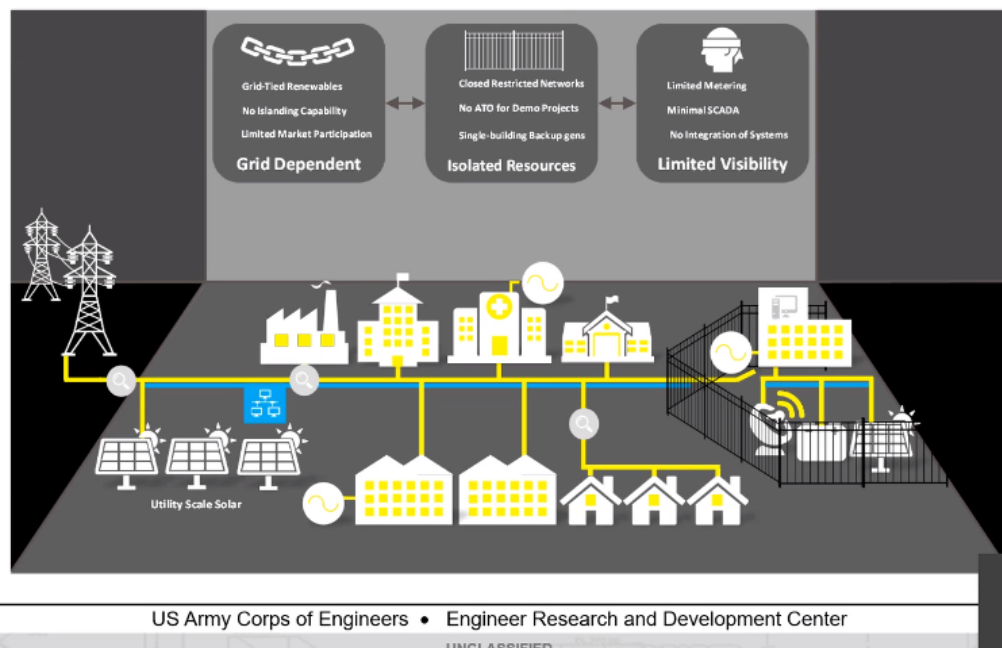 Grid-Tied Renewables
No Islanding Capability
Limited Market Participation
Grid Dependent
Closed Restricted Networks
No ATO for Demo Projects
Single-building Backup gens
Isolated Resources
Limited Metering
Minimal SCADA
No Integration of Systems
Limited Visibility
Utility Scale Solar
US Army Corps of Engineers • Engineer Research and Development Center
UNCLASSIFIED